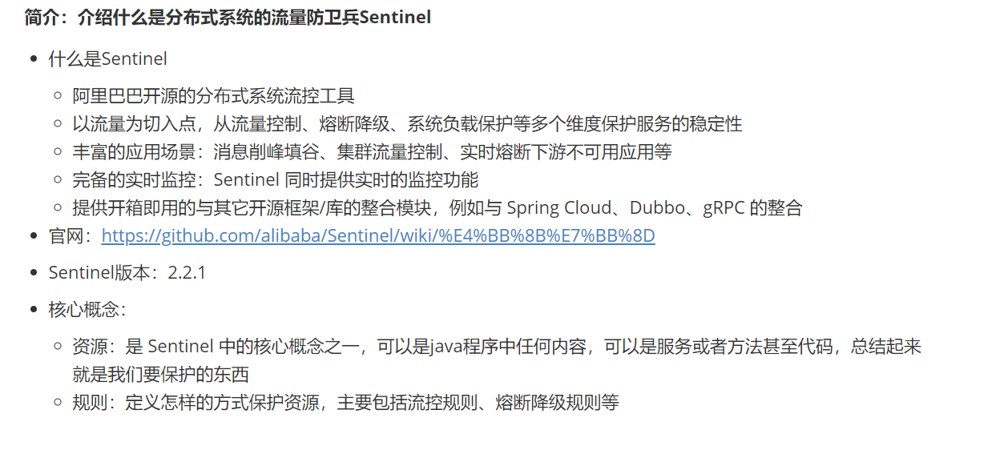 简介：介绍什么是分布式系统的流量防卫兵Sentinel
什么是Sentinel
阿里巴巴开源的分布式系统流控工具
以流量为切入点，从流量控制、熔断降级、系统负载保护等多个维度保护服务的稳定性
丰富的应用场景：消息削峰填谷、集群流量控制、实时熔断下游不可用应用等
完备的实时监控：Sentinel 同时提供实时的监控功能
提供开箱即用的与其它开源框架/库的整合模块，例如与 Spring Cloud、Dubbo、gRPC 的整合
官网：https://github.com/alibaba/Sentinel/wiki/%E4%BB%8B%E7%BB%8D
Sentinel版本：2.2.1
核心概念：
资源：是 Sentinel 中的核心概念之一，可以是java程序中任何内容，可以是服务或者方法甚至代码，总结起来
就是我们要保护的东西
规则：定义怎样的方式保护资源，主要包括流控规则、熔断降级规则等